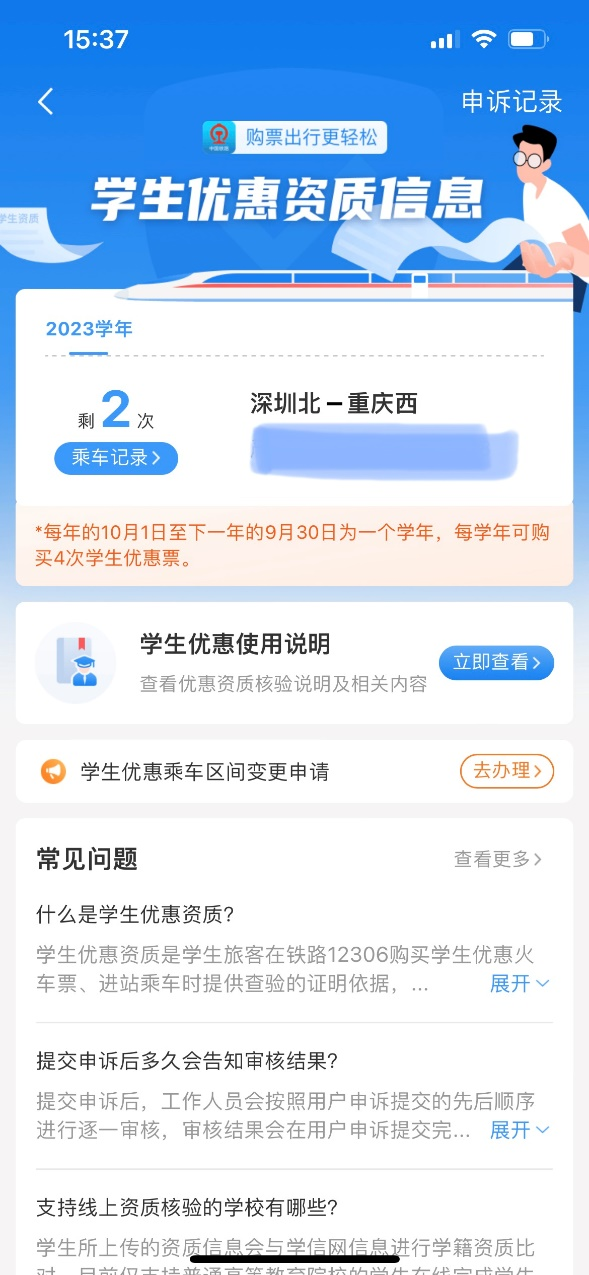 15:37
申诉记录
购票出行更轻松
学生优惠资质信息
学生资质
2023学年
剩2次
深圳北—重庆西
乘车记录>
*每年的10月1日至下一年的9月30日为一个学年，每学年可购
买4次学生优惠票。
学生优惠使用说明
立即查看>
查看优惠资质核验说明及相关内容
学生优惠乘车区间变更申请
去办理>
常见问题
查看更多>
什么是学生优惠资质?
学生优惠资质是学生旅客在铁路12306购买学生优惠火
车票、进站乘车时提供查验的证明依据，... 展开
提交申诉后多久会告知审核结果?
提交申诉后，工作人员会按照用户申诉提交的先后顺序
进行逐一审核，审核结果会在用户申诉提交完... 展开
支持线上资质核验的学校有哪些?
学生所上传的资质信息会与学信网信息进行学籍资质比